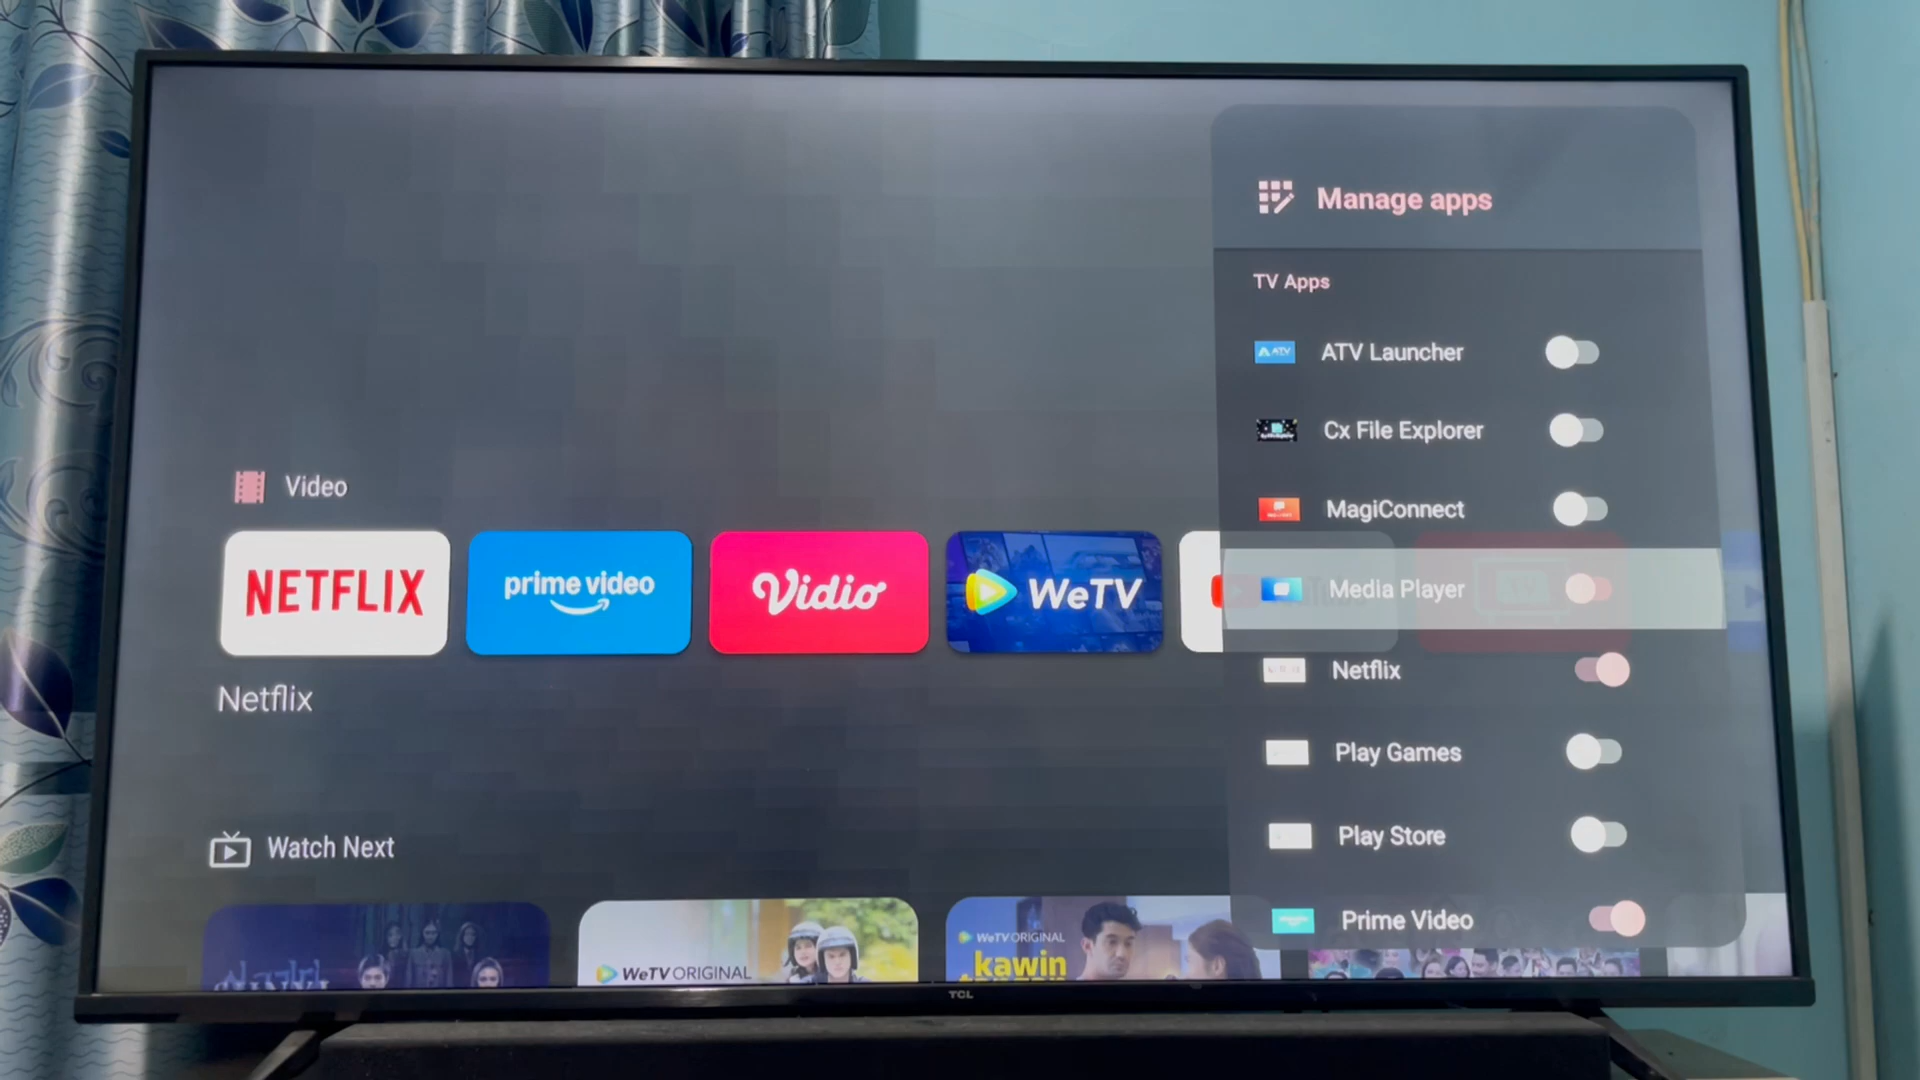 Manage apps
TV Apps
ATV
ATV Launcher
Cx File Explorer
MagiConnect
Media Player
Netflix
Play Games
Play Store
Prime Video
Video
NETFLIX
prime video
Vidio
WeTV
Netflix
Watch Next
WeTV ORIGINAL
WeTV ORIGINAL
kawin
TCL